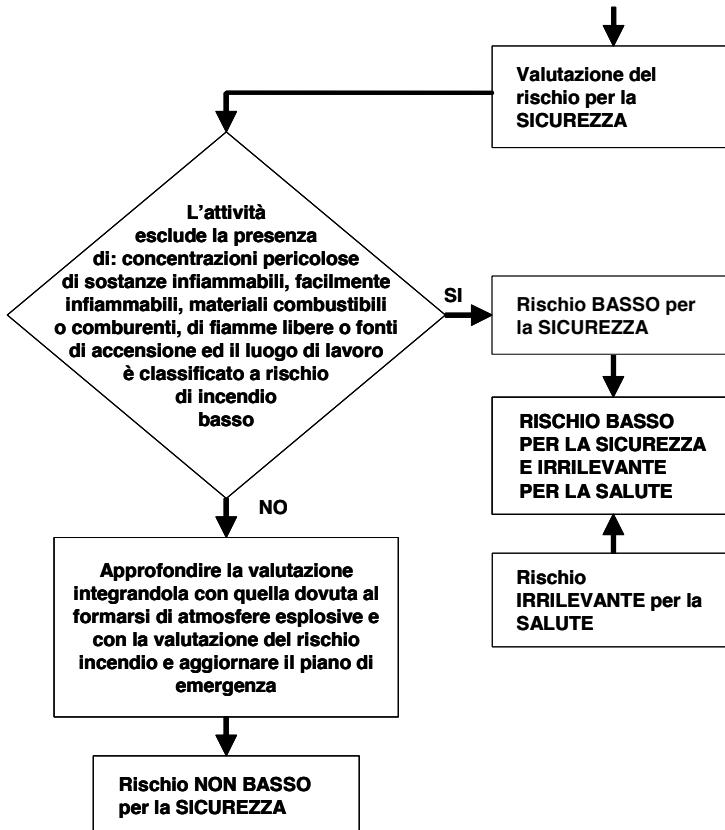 Valutazione del
rischio per la
SICUREZZA
L'attività
esclude la presenza
di: concentrazioni pericolose
di sostanze infiammabili, facilmente
infiammabili, materiali combustibili
o comburenti, di fiamme libere o fonti
di accensione ed il luogo di lavoro
è classificato a rischio
di incendio
basso
SI
Rischio BASSO per
la SICUREZZA
RISCHIO BASSO
PER LA SICUREZZA
E IRRILEVANTE
PER LA SALUTE
Rischio
IRRILEVANTE per la
SALUTE
NO
Approfondire la valutazione
integrandola con quella dovuta al
formarsi di atmosfere esplosive e
con la valutazione del rischio
incendio e aggiornare il piano di
emergenza
Rischio NON BASSO
per la SICUREZZA